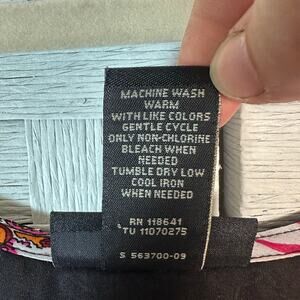 MACHINE WASH
WARM
WITH LIKE COLORS
GENTLE CYCLE
ONLY NON-CHLORINE
BLEACH WHEN
NEEDED
TUMBLE DRY LOW
COOL IRON
WHEN NEEDED
RN 118641
TU 11070275
S 563700-09